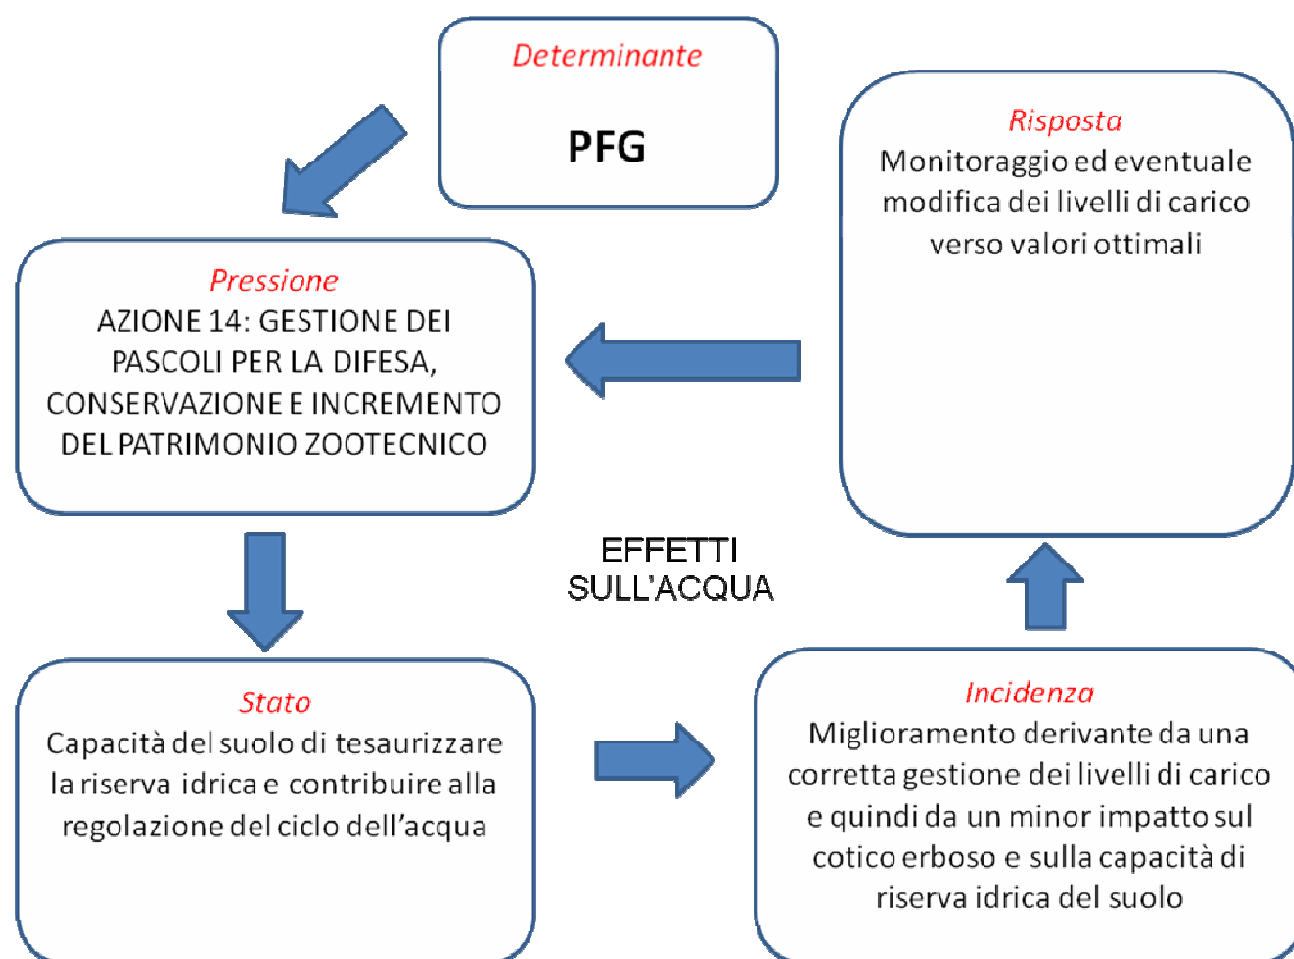 Determinante
PFG
Risposta
Monitoraggio ed eventuale
modifica dei livelli di carico
verso valori ottimali
Pressione
AZIONE 14: GESTIONE DEI
PASCOLI PER LA DIFESA,
CONSERVAZIONE E INCREMENTO
DEL PATRIMONIO ZOOTECNICO
EFFETTI
SULL'ACQUA
Stato
Capacità del suolo di tesaurizzare
la riserva idrica e contribuire alla
regolazione del ciclo dell'acqua
Incidenza
Miglioramento derivante da una
corretta gestione dei livelli di carico
e quindi da un minor impatto sul
cotico erboso e sulla capacità di
riserva idrica del suolo